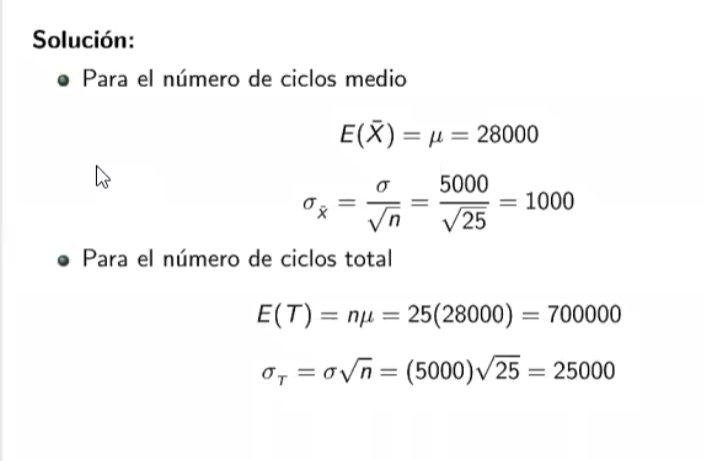 Solución:
• Para el número de ciclos medio
E(X̄) = μ = 28000
σ_x̄ = σ/√n = 5000/√25 = 1000
• Para el número de ciclos total
E(T) = nμ = 25(28000) = 700000
σ_T = σ√n = (5000)√25 = 25000